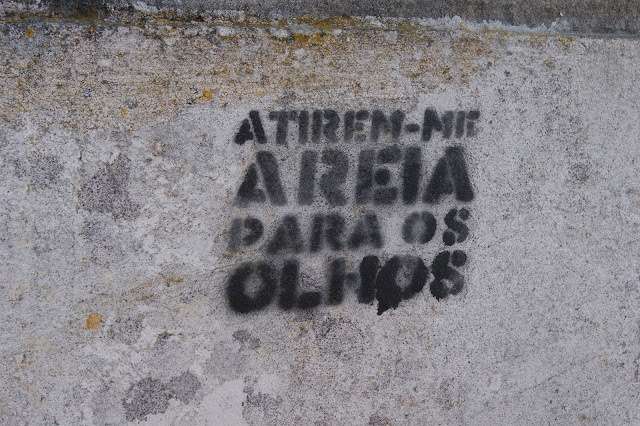 ATIREM-ME
AREIA
PARA OS
OLHOS